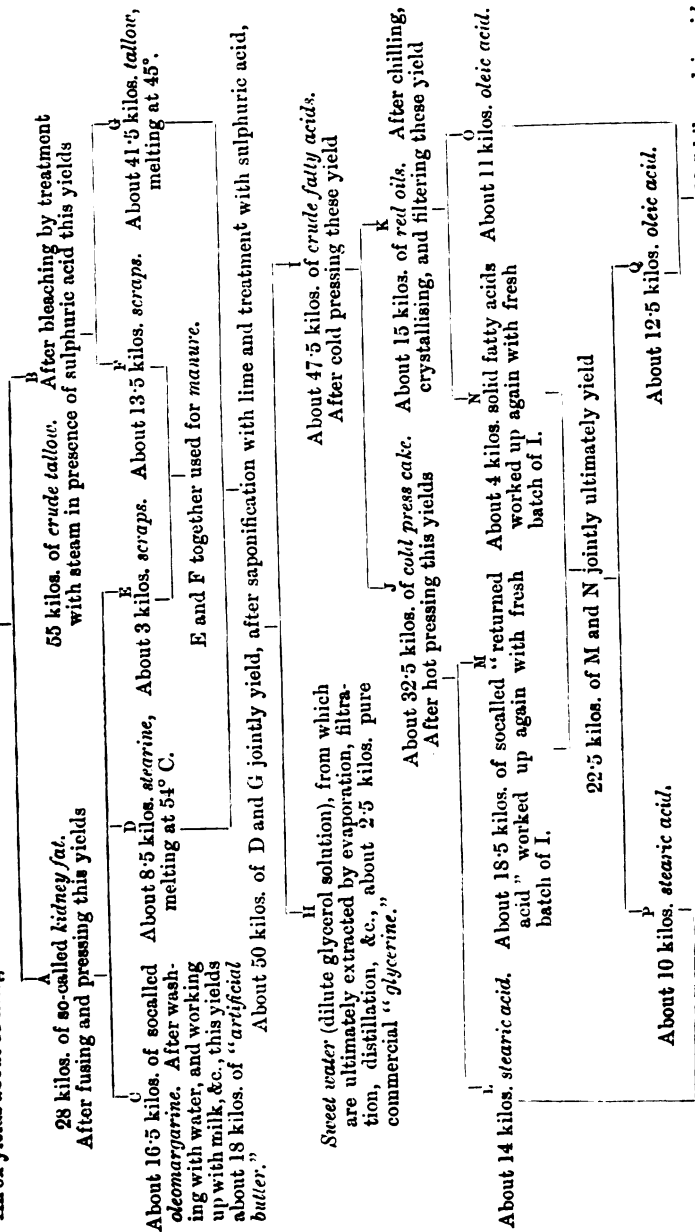 A
28 kilos. of so-called kidney fat.
After fusing and pressing this yields
B
55 kilos. of crude tallow. After bleaching by treatment
with steam in presence of sulphuric acid this yields
C
About 16·5 kilos. of socalled
oleomargarine. After wash-
ing with water, and working
up with milk, &c., this yields
about 18 kilos. of "artificial
butter."
D
About 8·5 kilos. stearine,
melting at 54° C.
E
About 3 kilos. scraps.
F
About 13·5 kilos. scraps.
G
About 41·5 kilos. tallow,
melting at 45°.
E and F together used for manure.
About 50 kilos. of D and G jointly yield, after saponification with lime and treatment with sulphuric acid,
H
Sweet water (dilute glycerol solution), from which
are ultimately extracted by evaporation, filtra-
tion, distillation, &c., about 2·5 kilos. pure
commercial "glycerine."
I
About 47·5 kilos. of crude fatty acids.
After cold pressing these yield
J
About 32·5 kilos. of cold press cake.
After hot pressing this yields
K
About 15 kilos. of red oils. After chilling,
crystallising, and filtering these yield
L
About 14 kilos. stearic acid.
M
About 18·5 kilos. of socalled "returned
acid" worked up again with fresh
batch of I.
N
About 4 kilos. solid fatty acids
worked up again with fresh
batch of I.
O
About 11 kilos. oleic acid.
22·5 kilos. of M and N jointly ultimately yield
P
About 10 kilos. stearic acid.
Q
About 12·5 kilos. oleic acid.